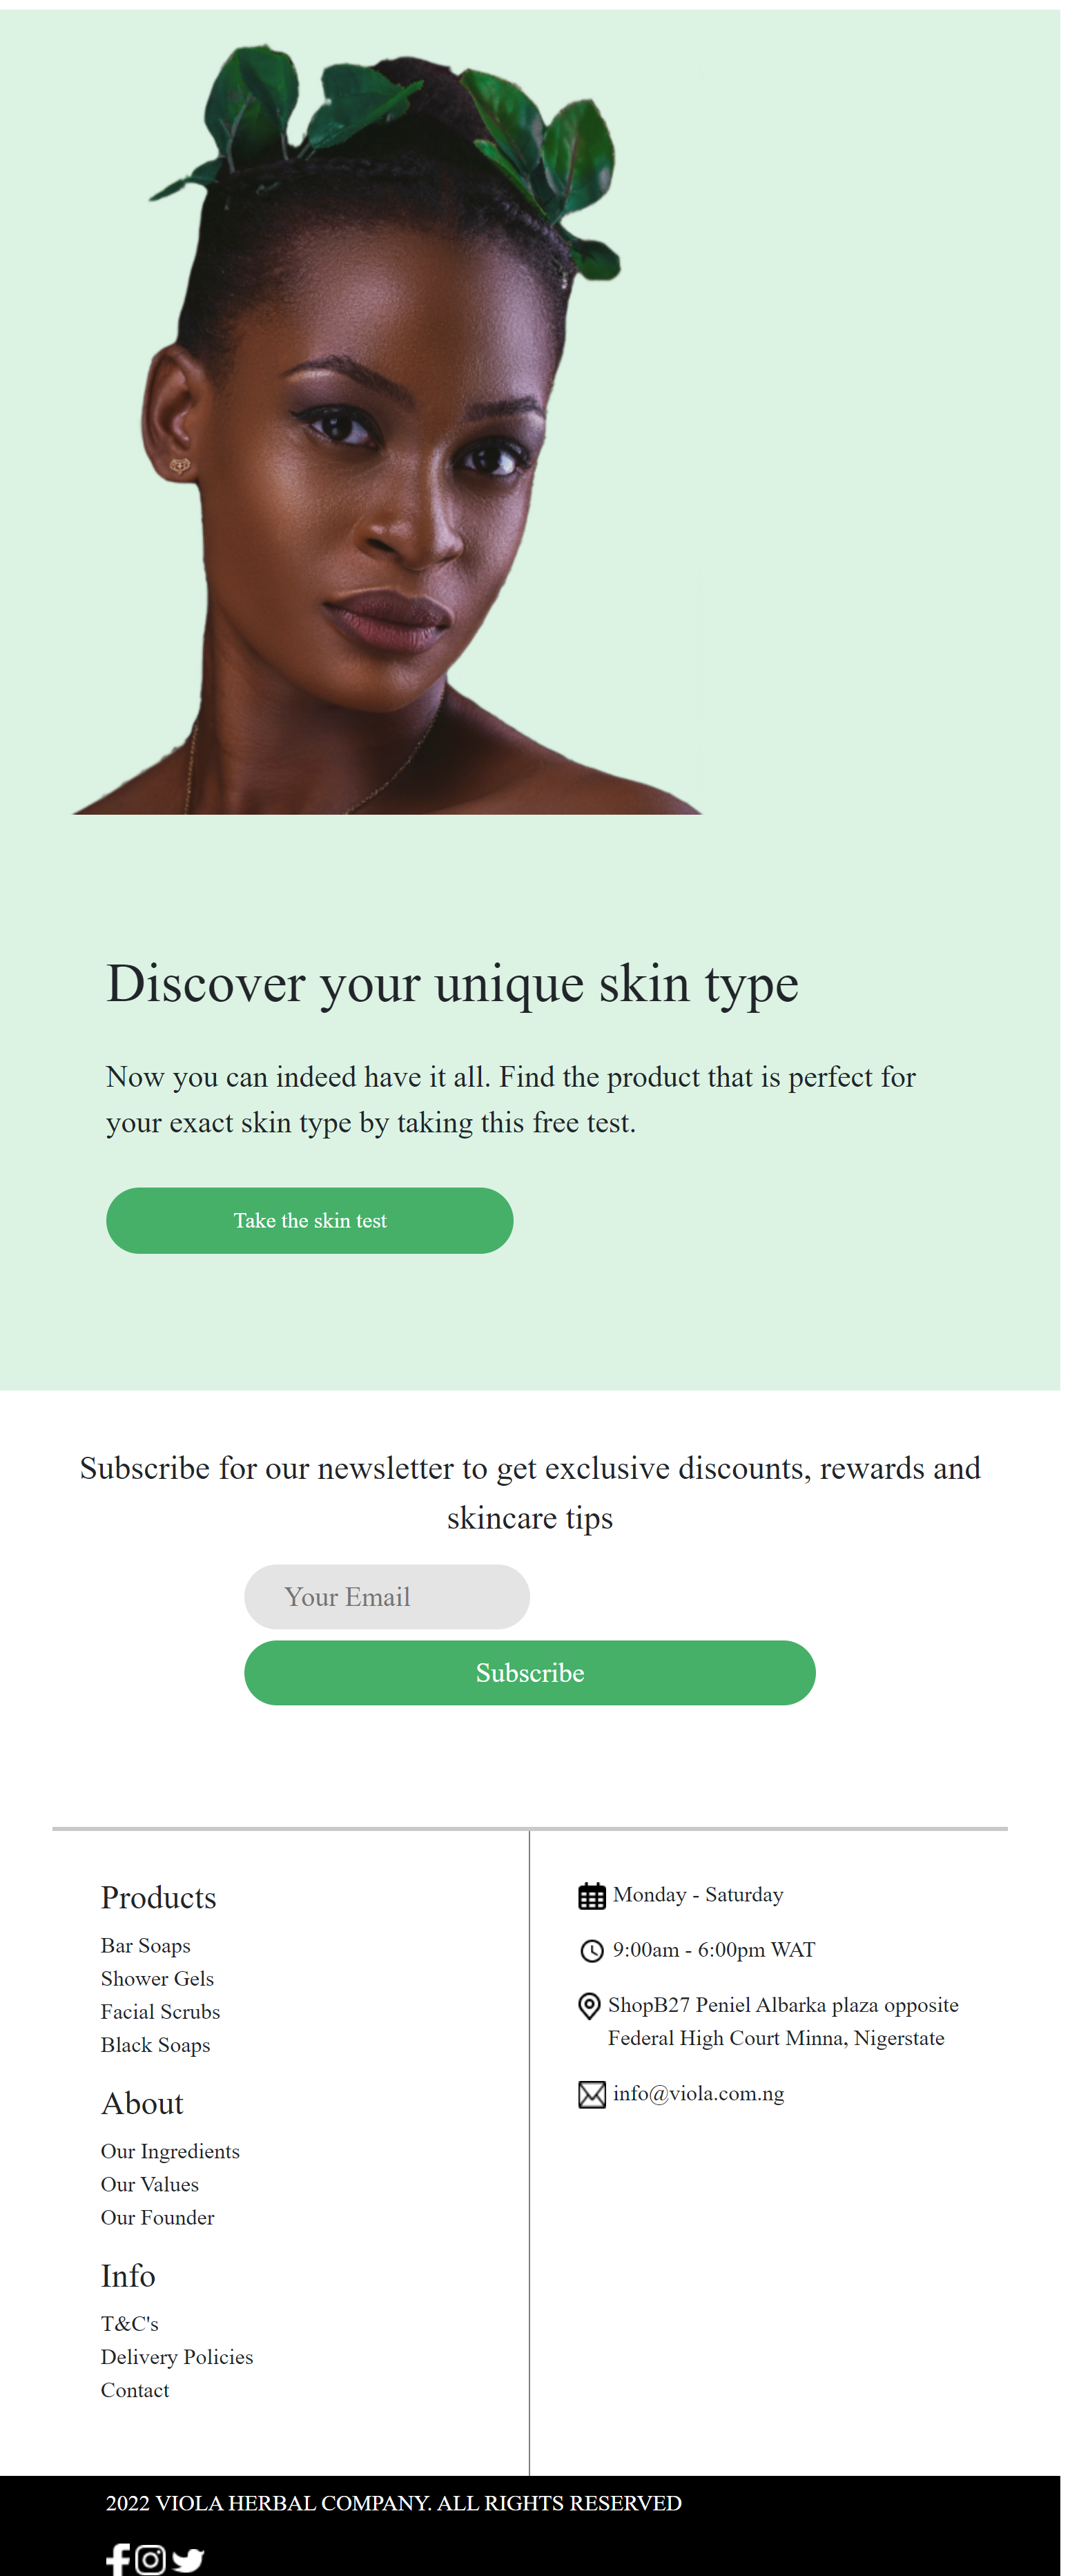 Discover your unique skin type
Now you can indeed have it all. Find the product that is perfect for
your exact skin type by taking this free test.
Take the skin test
Subscribe for our newsletter to get exclusive discounts, rewards and
skincare tips
Your Email
Subscribe
Products
Bar Soaps
Shower Gels
Facial Scrubs
Black Soaps
About
Our Ingredients
Our Values
Our Founder
Info
T&C's
Delivery Policies
Contact
Monday - Saturday
9:00am - 6:00pm WAT
ShopB27 Peniel Albarka plaza opposite
Federal High Court Minna, Nigerstate
info@viola.com.ng
2022 VIOLA HERBAL COMPANY. ALL RIGHTS RESERVED